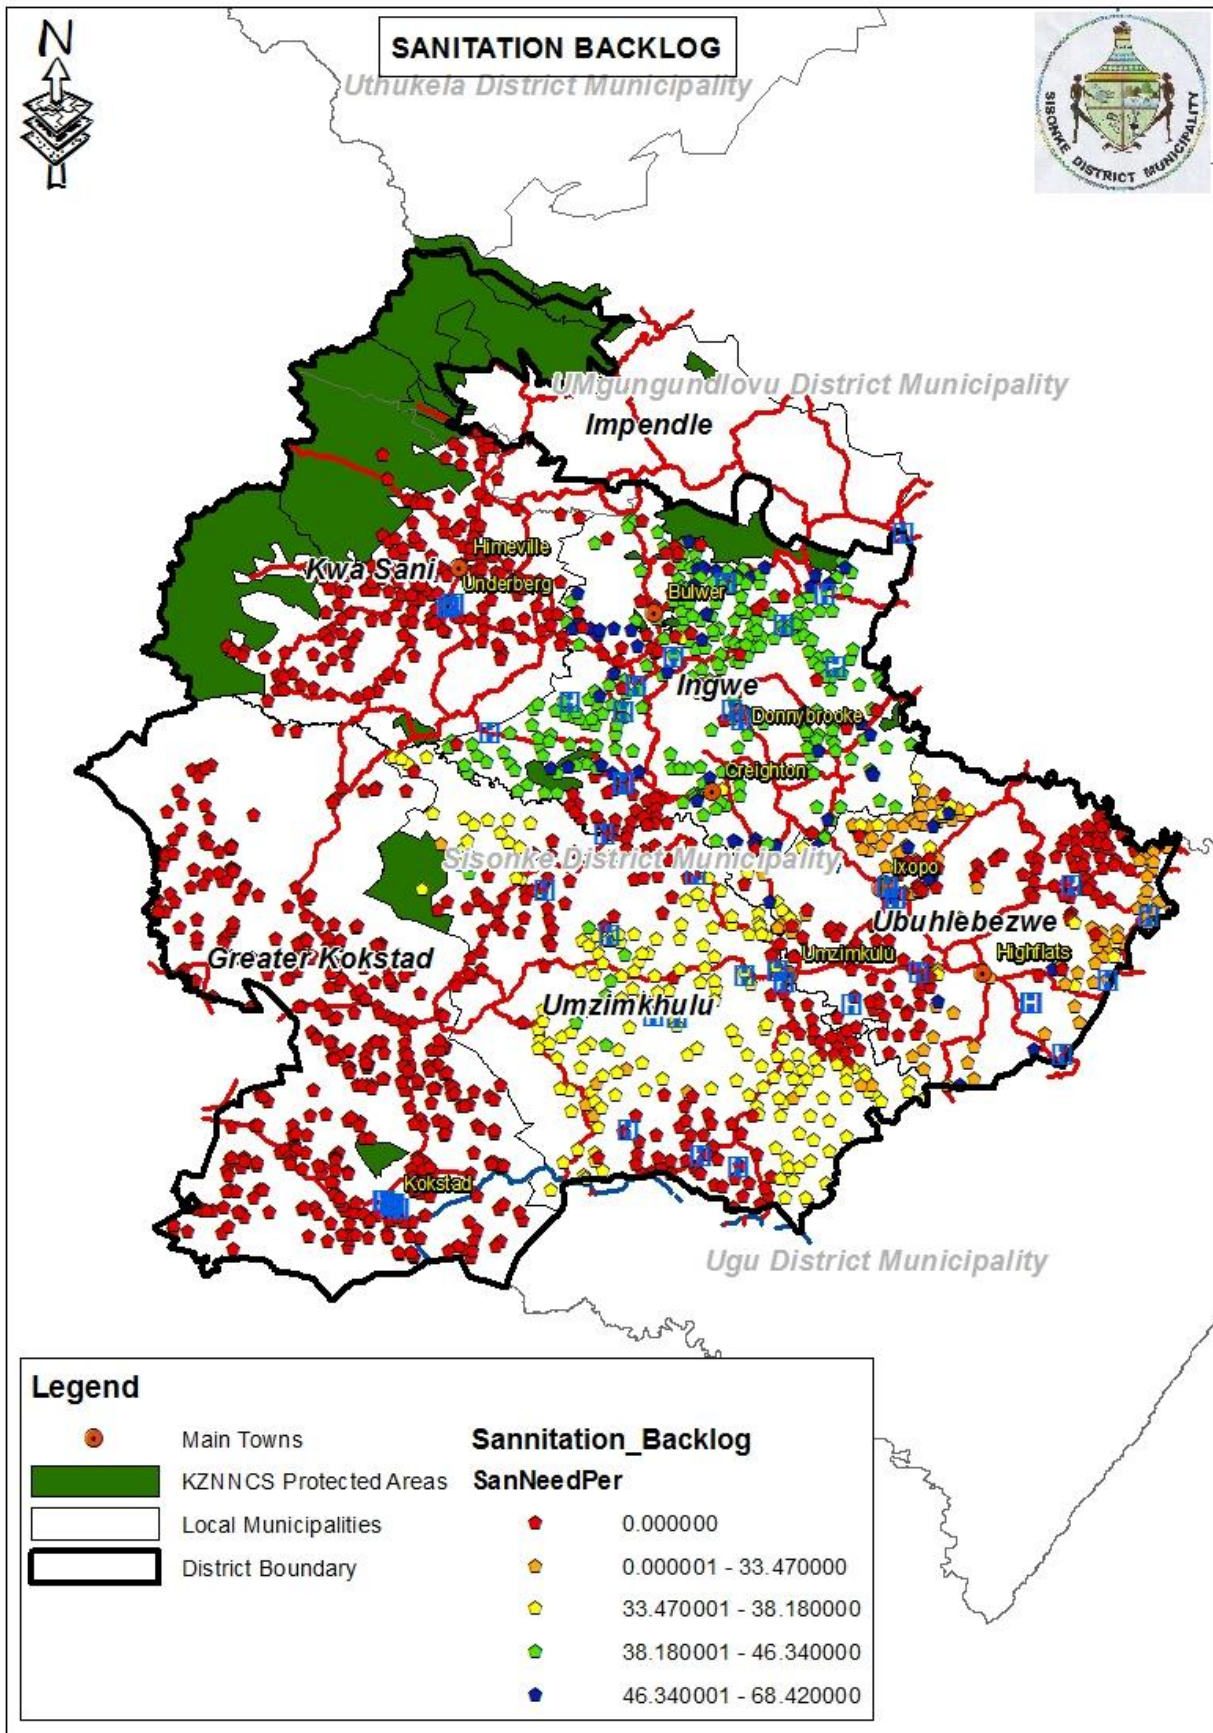 N
SANITATION BACKLOG
Uthukela District Municipality
SISONKE DISTRICT MUNICIPALITY
UMgungundlovu District Municipality
Impendle
Himeville
Kwa Sani
Underberg
Bulwer
Ingwe
Donnybrooke
Creighton
Sisonke District Municipality
Ixopo
Ubuhlebezwe
Greater Kokstad
Umzimkulu
Highflats
Umzimkhulu
H
Kokstad
Ugu District Municipality
Legend
Main Towns
KZNNCS Protected Areas
Local Municipalities
District Boundary
Sannitation_Backlog
SanNeedPer
0.000000
0.000001 - 33.470000
33.470001 - 38.180000
38.180001 - 46.340000
46.340001 - 68.420000